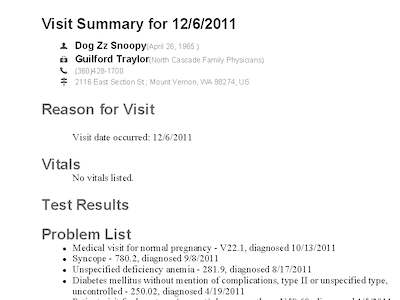 Visit Summary for 12/6/2011
Dog Zz Snoopy(April 26, 1965 )
Guilford Traylor(North Cascade Family Physicians)
(360)428-1700
2116 East Section St.; Mount Vernon, WA 98274, US
Reason for Visit
Visit date occurred: 12/6/2011
Vitals
No vitals listed.
Test Results
Problem List
Medical visit for normal pregnancy - V22.1, diagnosed 10/13/2011
Syncope - 780.2, diagnosed 9/8/2011
Unspecified deficiency anemia - 281.9, diagnosed 8/17/2011
Diabetes mellitus without mention of complications, type II or unspecified type,
uncontrolled - 250.02, diagnosed 4/19/2011